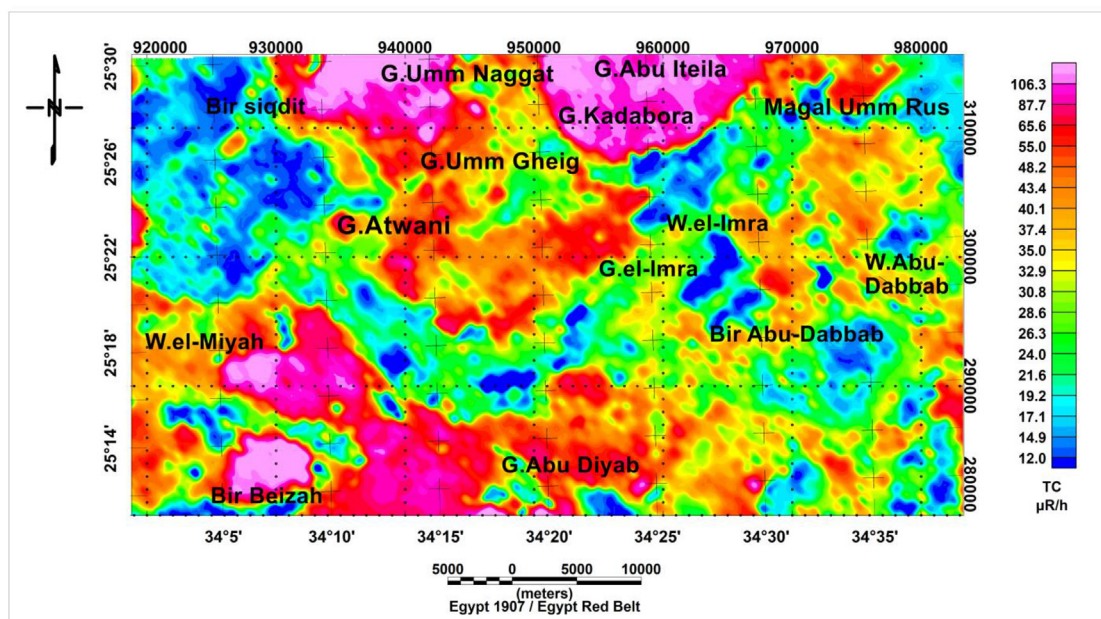 920000 930000 940000 950000 960000 970000 980000
25°30' 25°26' 25°22' 25°18' 25°14'
N
G.Umm Naggat
G.Abu Iteila
Bir siqdit
G.Kadabora
Magal Umm Rus
G.Umm Gheig
G.Atwani
W.el-Imra
G.el-Imra
W.Abu-
Dabbab
W.el-Miyah
Bir Abu-Dabbab
G.Abu Diyab
Bir Beizah
310000 300000 290000 280000
34°5' 34°10' 34°15' 34°20' 34°25' 34°30' 34°35'
5000 0 5000 10000
(meters)
Egypt 1907 / Egypt Red Belt
106.3
87.7
65.6
55.0
48.2
43.4
40.1
37.4
35.0
32.9
30.8
28.6
26.3
24.0
21.6
19.2
17.1
14.9
12.0
TC
µR/h